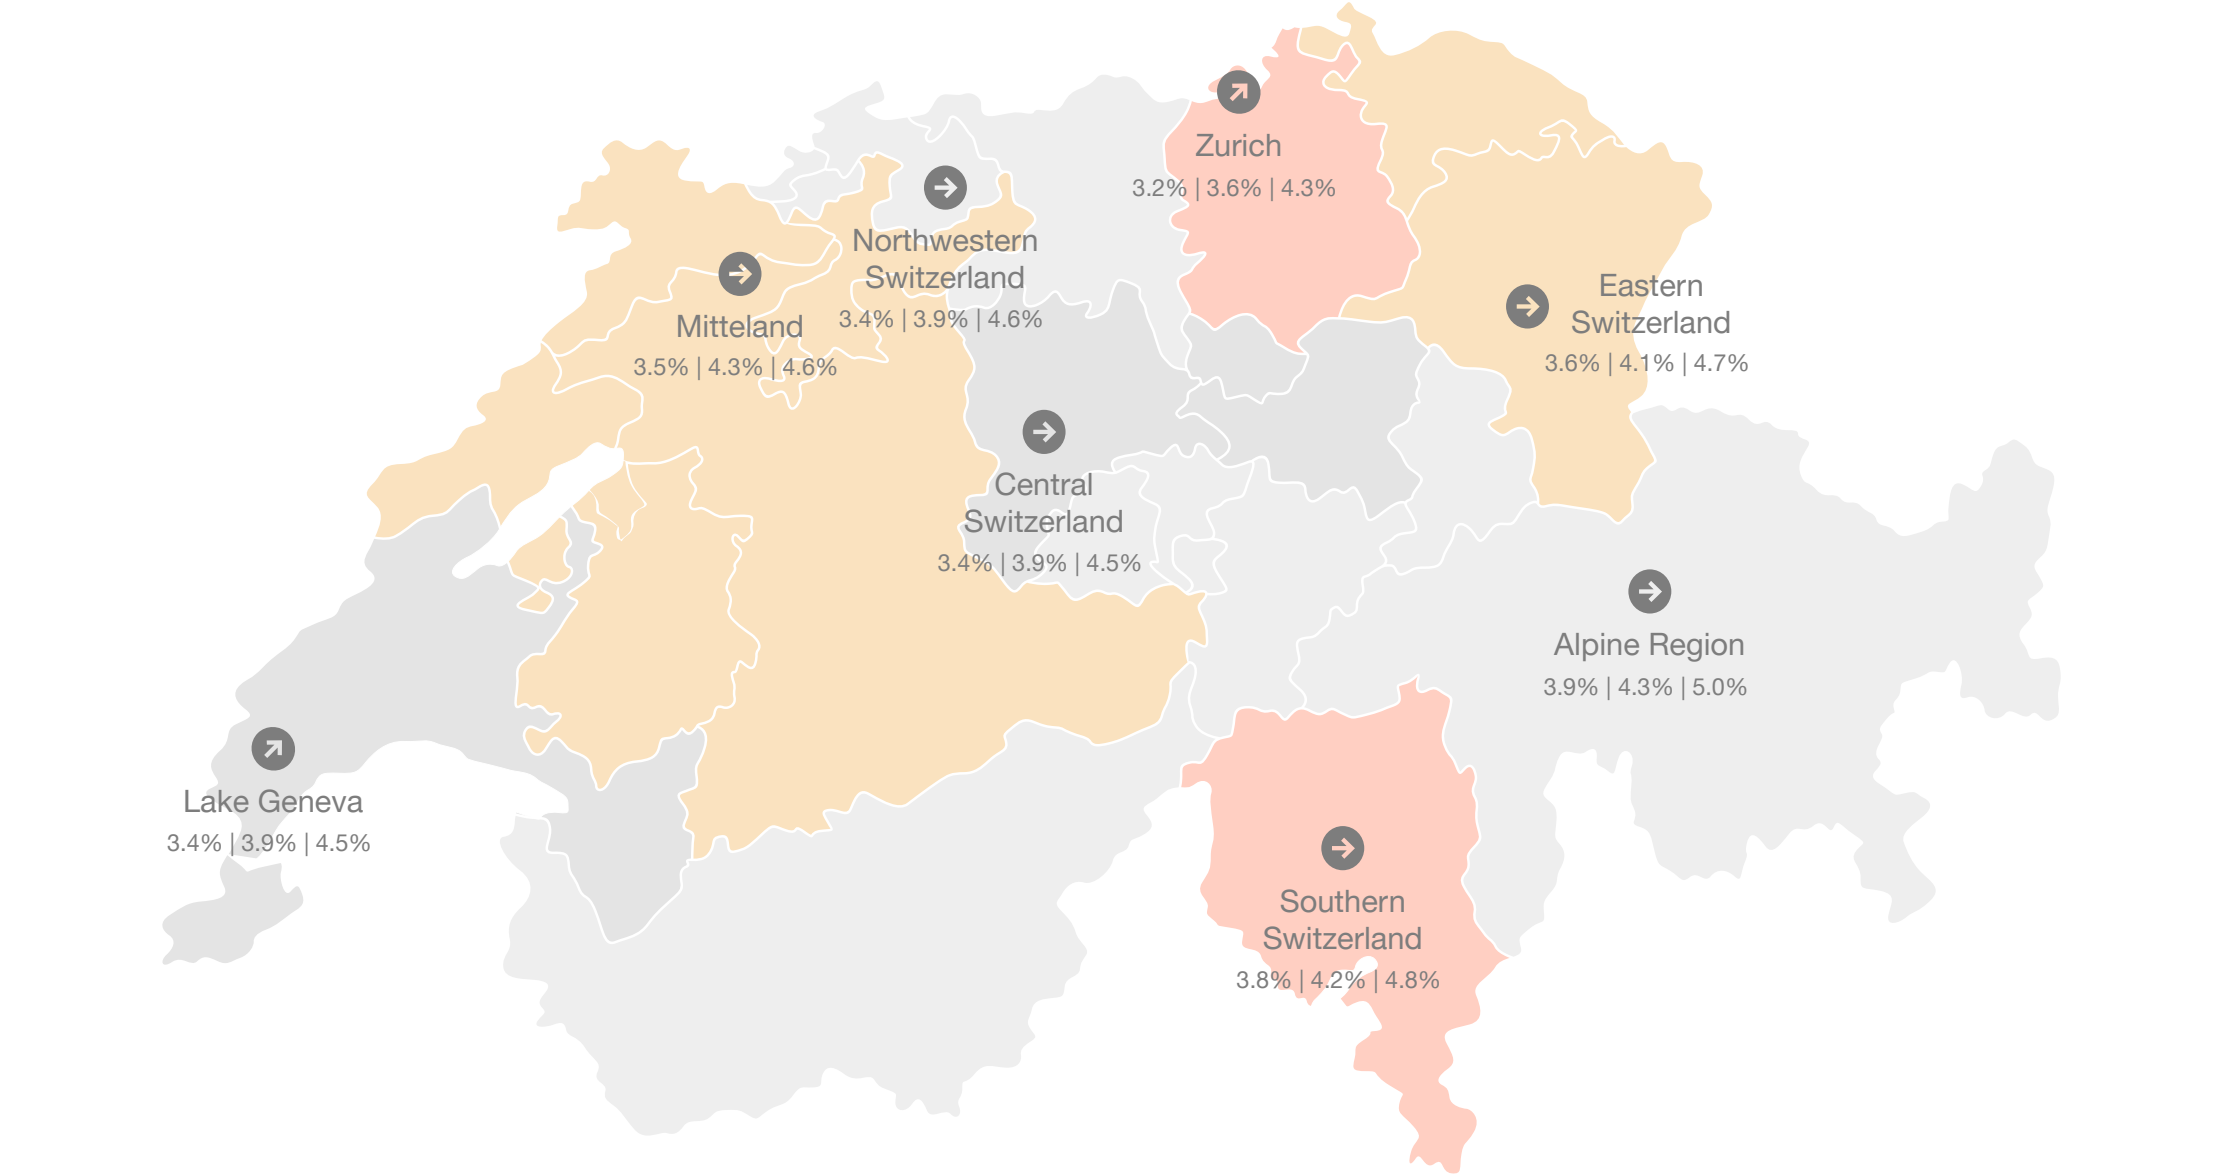 Zurich
3.2% | 3.6% | 4.3%
Northwestern
Switzerland
3.4% | 3.9% | 4.6%
Mitteland
3.5% | 4.3% | 4.6%
Eastern
Switzerland
3.6% | 4.1% | 4.7%
Central
Switzerland
3.4% | 3.9% | 4.5%
Alpine Region
3.9% | 4.3% | 5.0%
Lake Geneva
3.4% | 3.9% | 4.5%
Southern
Switzerland
3.8% | 4.2% | 4.8%